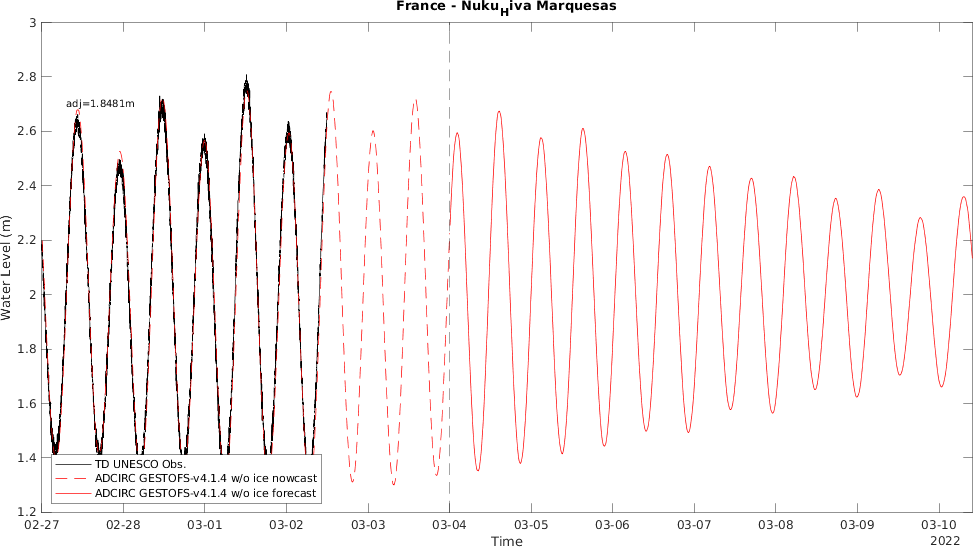 France - Nuku_Hiva Marquesas
3
2.8
adj=1.8481m
2.6
2.4
2.2
Water Level (m)
2
1.8
1.6
1.4
TD UNESCO Obs.
ADCIRC GESTOFS-v4.1.4 w/o ice nowcast
ADCIRC GESTOFS-v4.1.4 w/o ice forecast
1.2
02-27 02-28 03-01 03-02 03-03 03-04 03-05 03-06 03-07 03-08 03-09 03-10
Time
2022